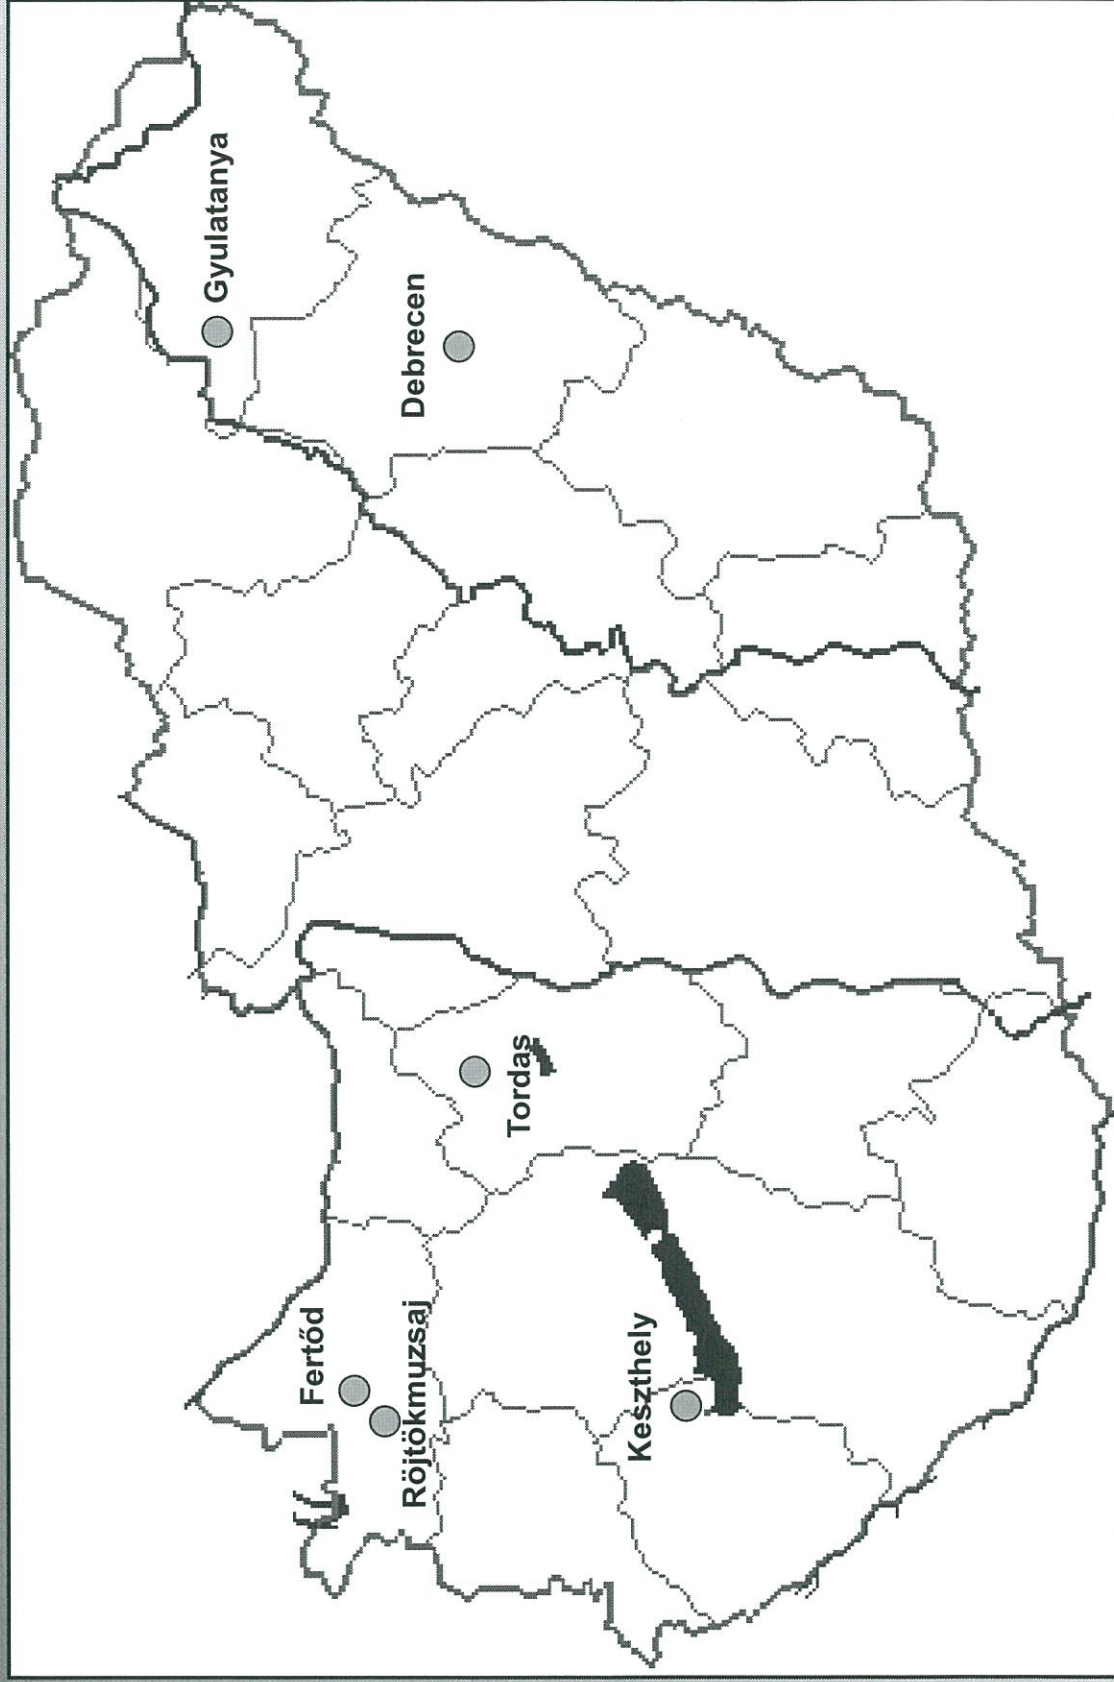 Gyulatanya
Debrecen
Fertőd
Röjtökmuzsaj
Tordas
Keszthely